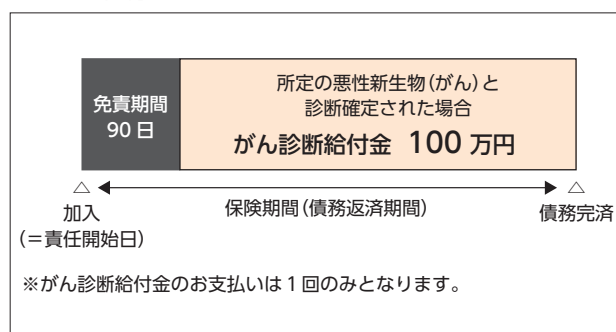 免責期間
90日
所定の悪性新生物(がん)と
診断確定された場合
がん診断給付金 100 万円
加入
(=責任開始日)
保険期間(債務返済期間)
債務完済
※がん診断給付金のお支払いは1回のみとなります。